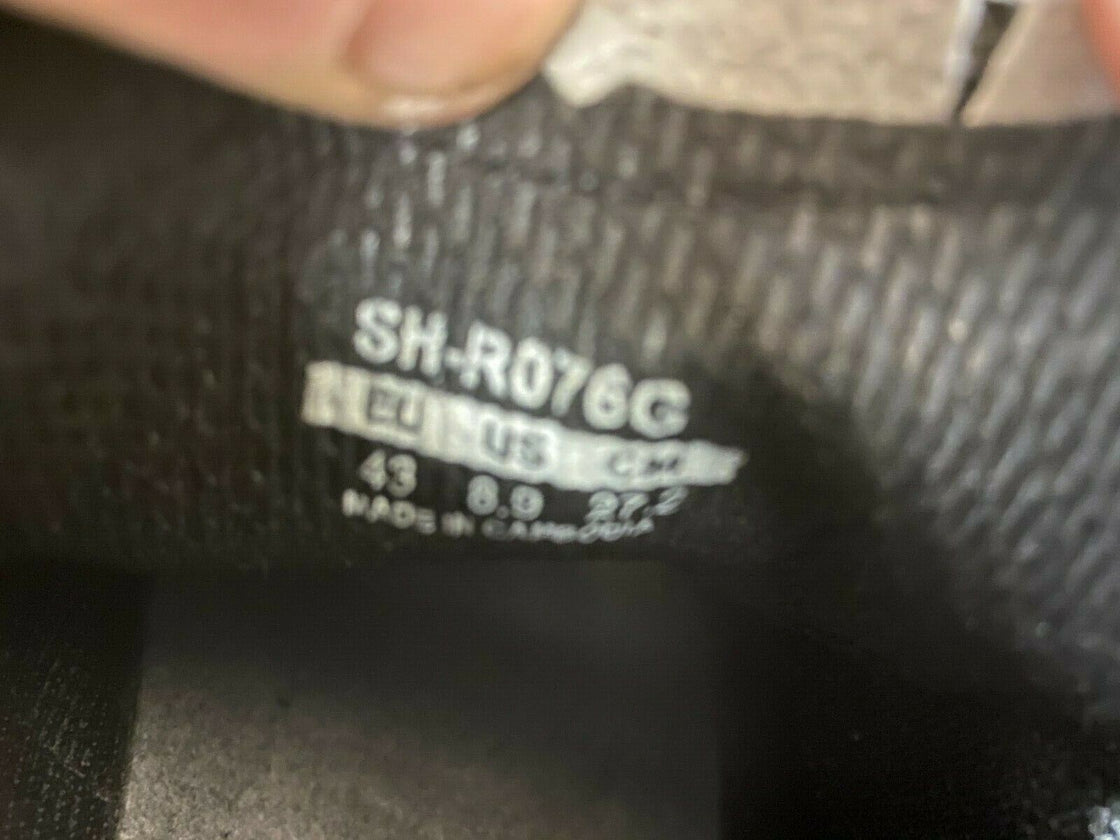 SH-R076G
EU US CM
43 8.9 27.2
MADE IN CAMBODIA